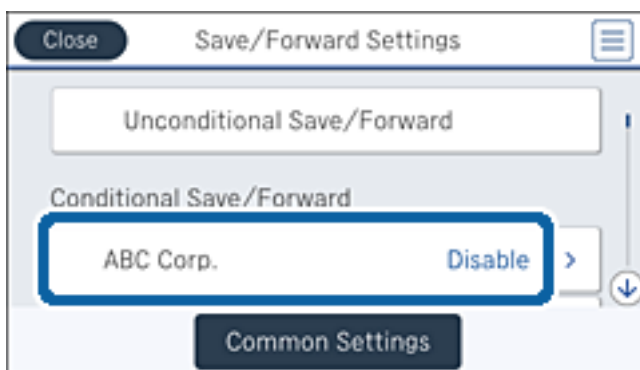 Close Save/Forward Settings
Unconditional Save/Forward
Conditional Save/Forward
ABC Corp. Disable >
Common Settings